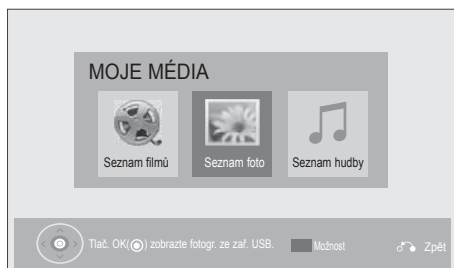 MOJE MÉDIA
Seznam filmů Seznam foto Seznam hudby
Tlač. OK(◉) zobrazte fotogr. ze zař. USB. Možnost Zpět